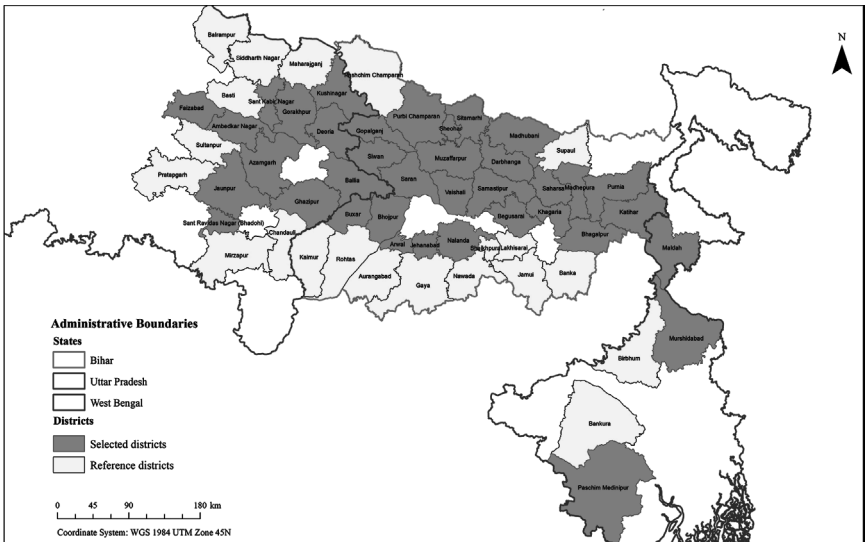 N
Balrampur
Siddharth Nagar
Maharajganj
Pashchim Champaran
Basti
Sant Kabir Nagar
Kushinagar
Faizabad
Gorakhpur
Purbi Champaran
Sitamarhi
Ambedkar Nagar
Deoria
Gopalganj
Sheohar
Madhubani
Sultanpur
Supaul
Azamgarh
Siwan
Muzaffarpur
Darbhanga
Pratapgarh
Jaunpur
Ballia
Saran
Vaishali
Samastipur
Saharsa
Madhepura
Purnia
Ghazipur
Buxar
Bhojpur
Begusarai
Khagaria
Katihar
Sant Ravidas Nagar (Bhadohi)
Chandauli
Arwal
Jehanabad
Nalanda
Sheikhpura
Lakhisarai
Bhagalpur
Maldah
Mirzapur
Kaimur
Rohtas
Aurangabad
Gaya
Nawada
Jamui
Banka
Murshidabad
Birbhum
Bankura
Paschim Medinipur
Administrative Boundaries
States
Bihar
Uttar Pradesh
West Bengal
Districts
Selected districts
Reference districts
0 45 90 180 km
Coordinate System: WGS 1984 UTM Zone 45N